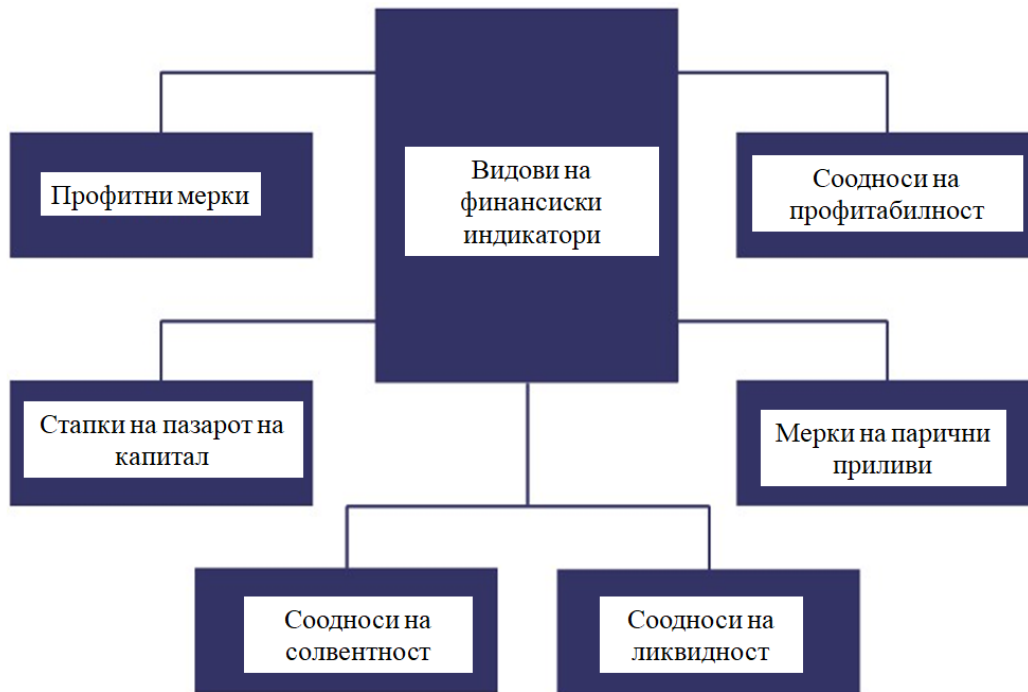 Видови на
финансиски
индикатори
Профитни мерки
Соодноси на
профитабилност
Стапки на пазарот на
капитал
Мерки на парични
приливи
Соодноси на
солвентност
Соодноси на
ликвидност